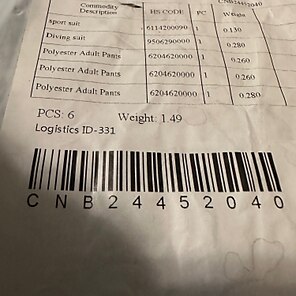 Commodity HS CODE PC Weight
Description
sport suit 6114200090 1 0.130
Diving suit 9506290000 1 0.280
Polyester Adult Pants 6204620000 1 0.260
Polyester Adult Pants 6204620000 1 0.260
Polyester Adult Pants 6204620000 1 0.280
PCS: 6 Weight: 1.49
Logistics ID-331
CNB24452040